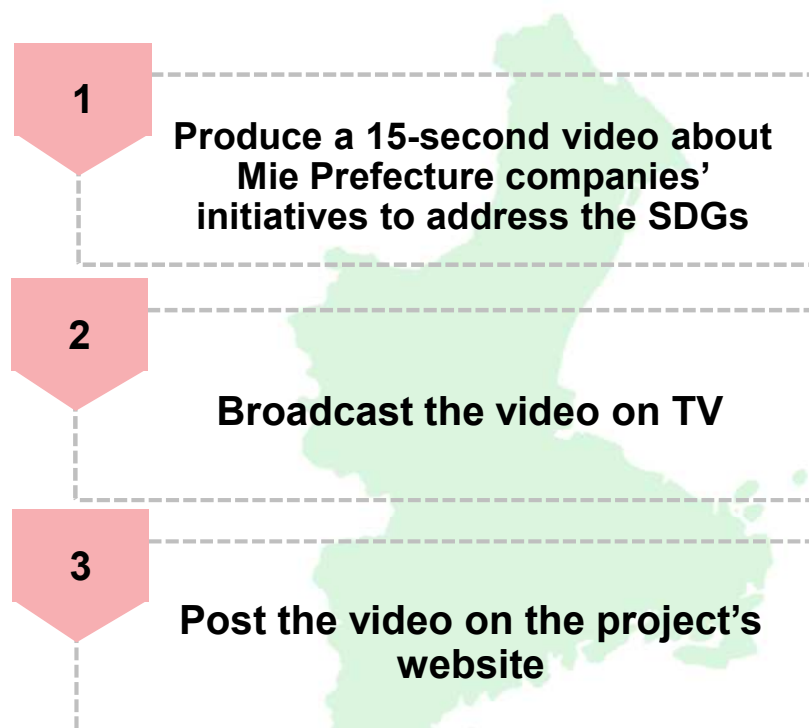 1
Produce a 15-second video about
Mie Prefecture companies’
initiatives to address the SDGs
2
Broadcast the video on TV
3
Post the video on the project’s
website